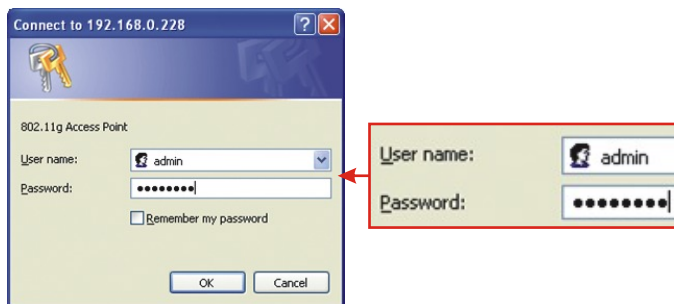 Connect to 192.168.0.228
802.11g Access Point
User name:
admin
Password:
••••••••
Remember my password
OK
Cancel
User name:
admin
Password:
••••••••